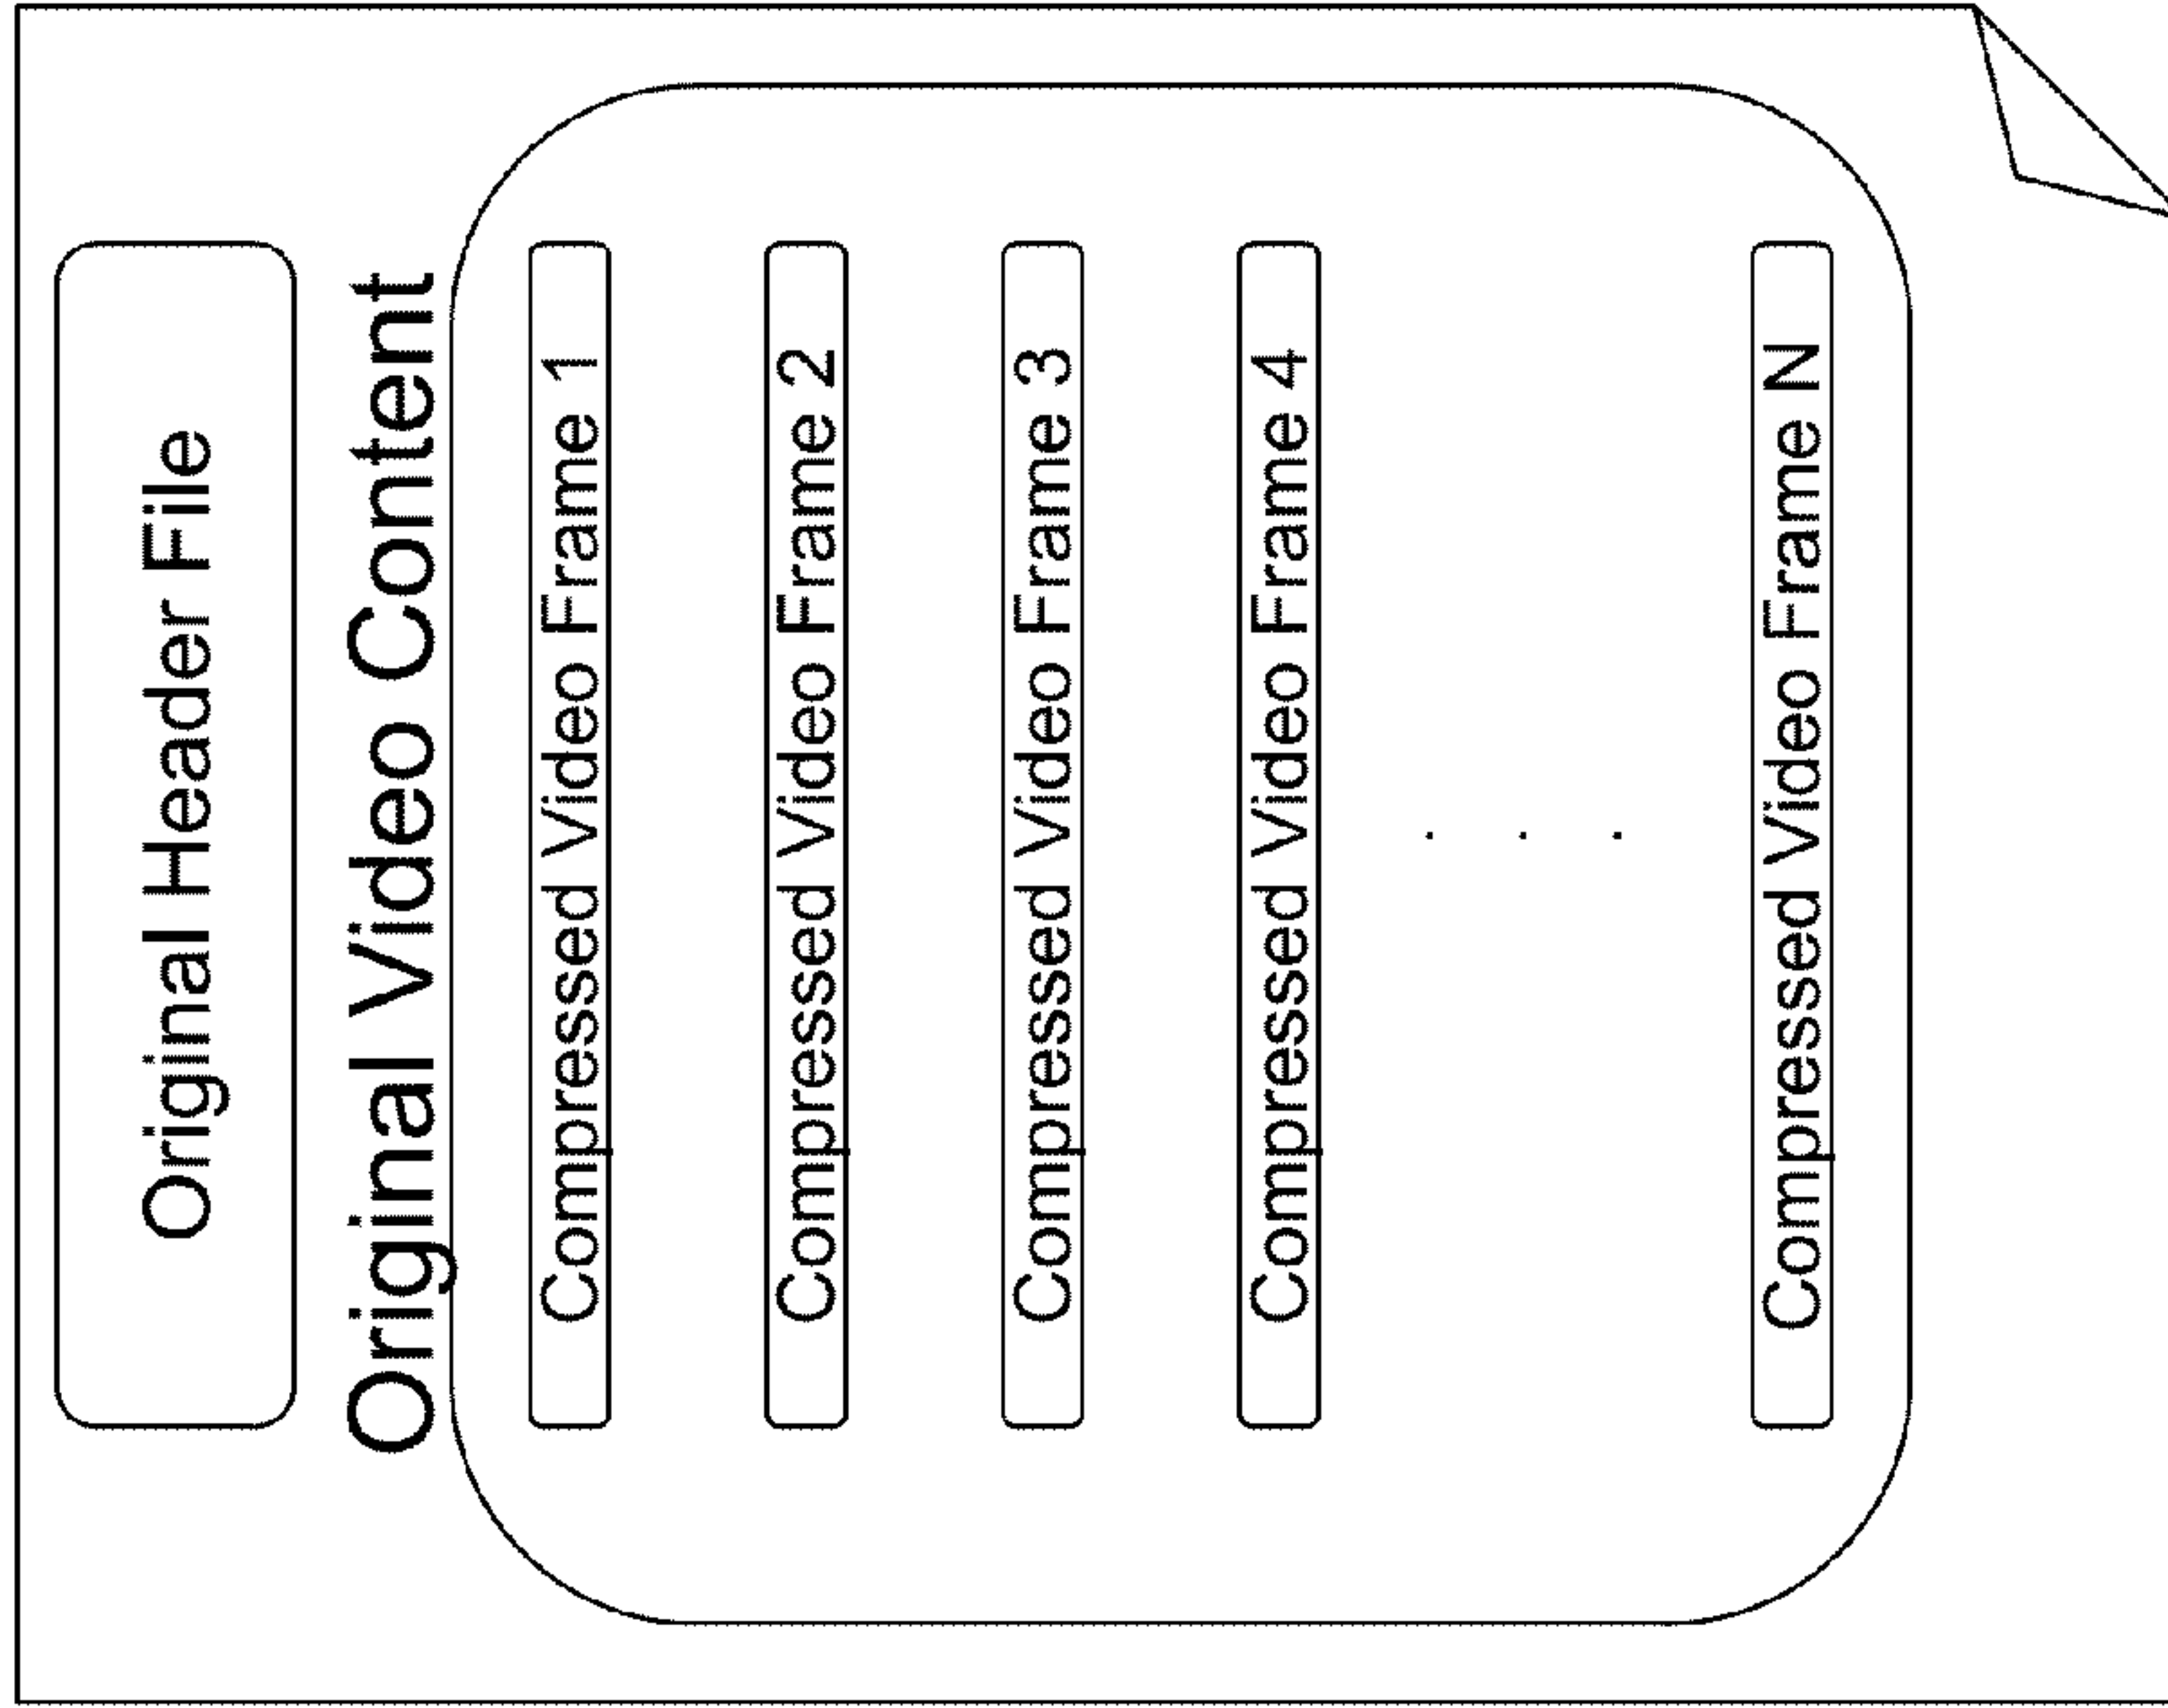 Original Header File
Original Video Content
Compressed Video Frame 1
Compressed Video Frame 2
Compressed Video Frame 3
Compressed Video Frame 4
. . .
Compressed Video Frame N